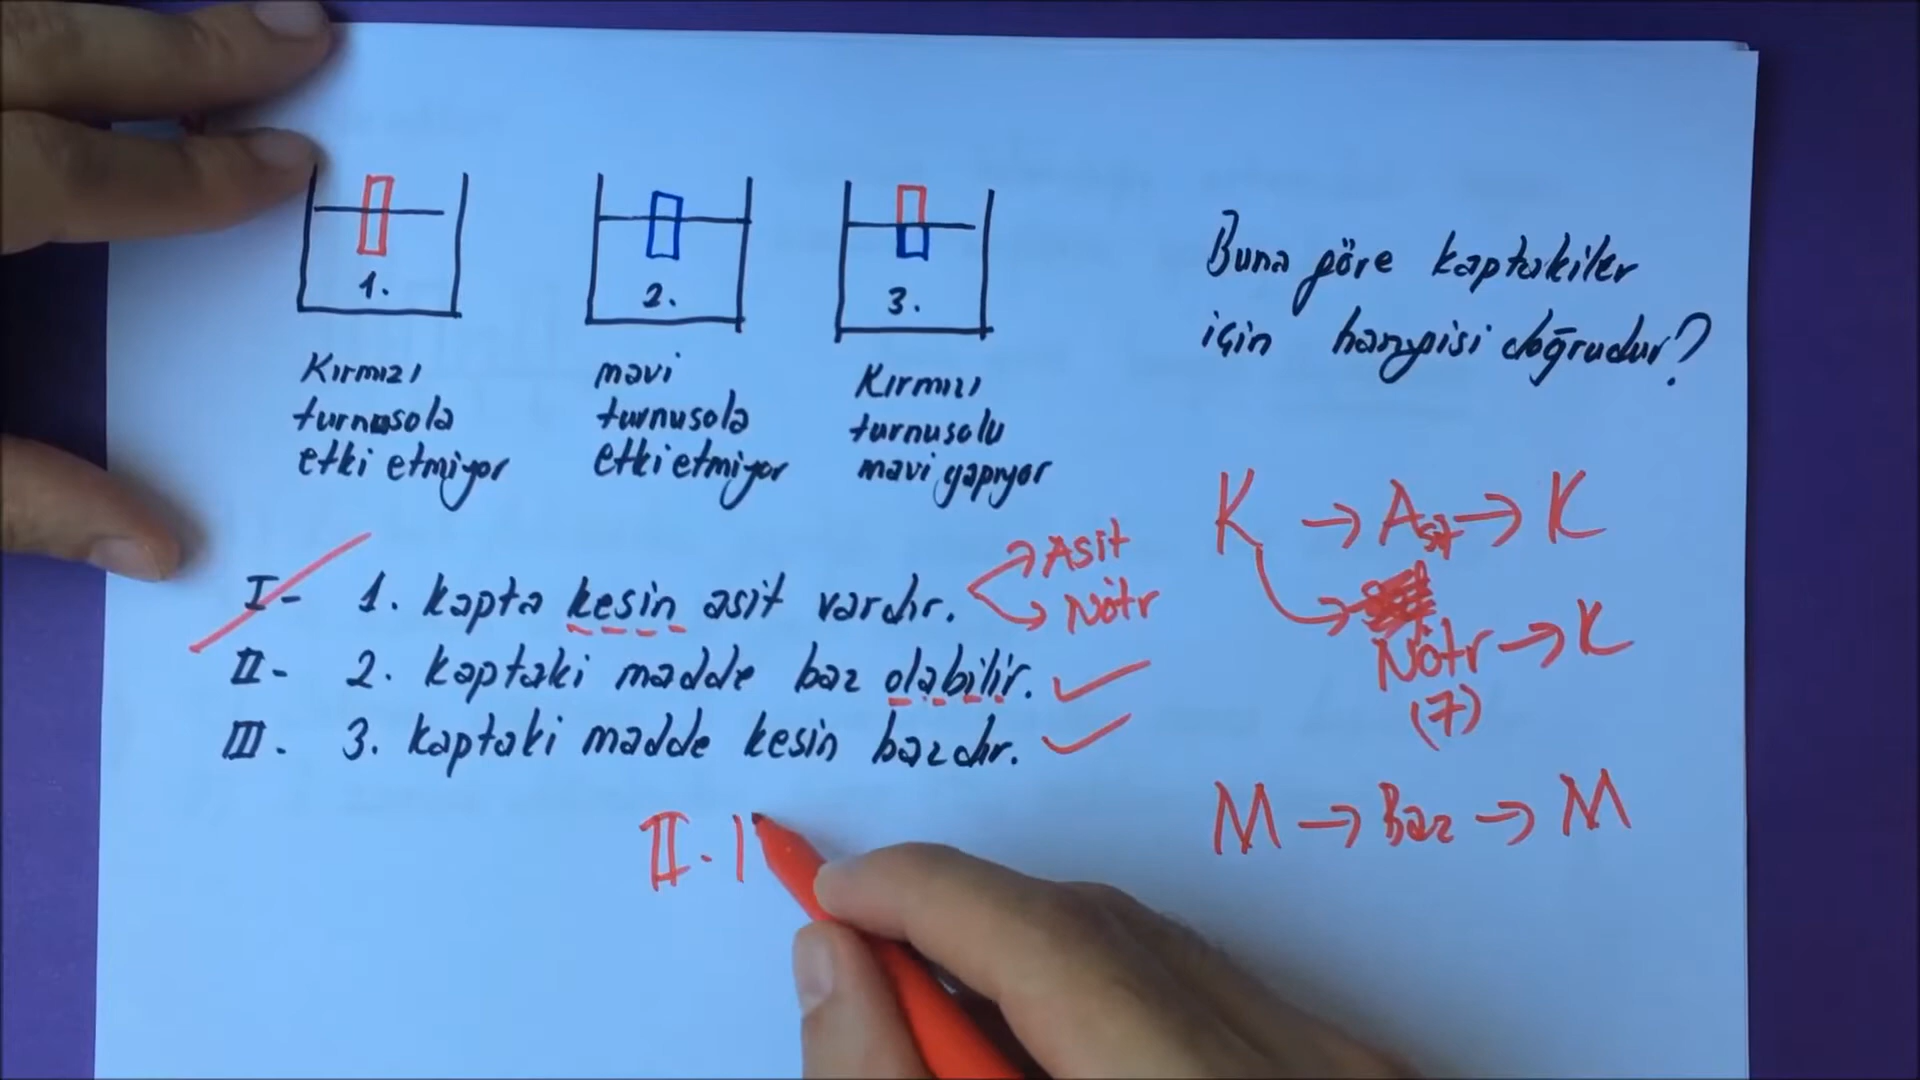 1.
2.
3.
Kırmızı
turnusola
etki etmiyor
mavi
turnusola
etki etmiyor
Kırmızı
turnusolu
mavi yapıyor
Buna göre kaptakiler
için hangisi doğrudur?
I- 1. kapta kesin asit vardır.
→ Asit
→ Nötr
II- 2. kaptaki madde baz olabilir. ✓
III. 3. kaptaki madde kesin bazdır. ✓
II. I
K → Asit → K
→ Nötr → K
(7)
M → Baz → M